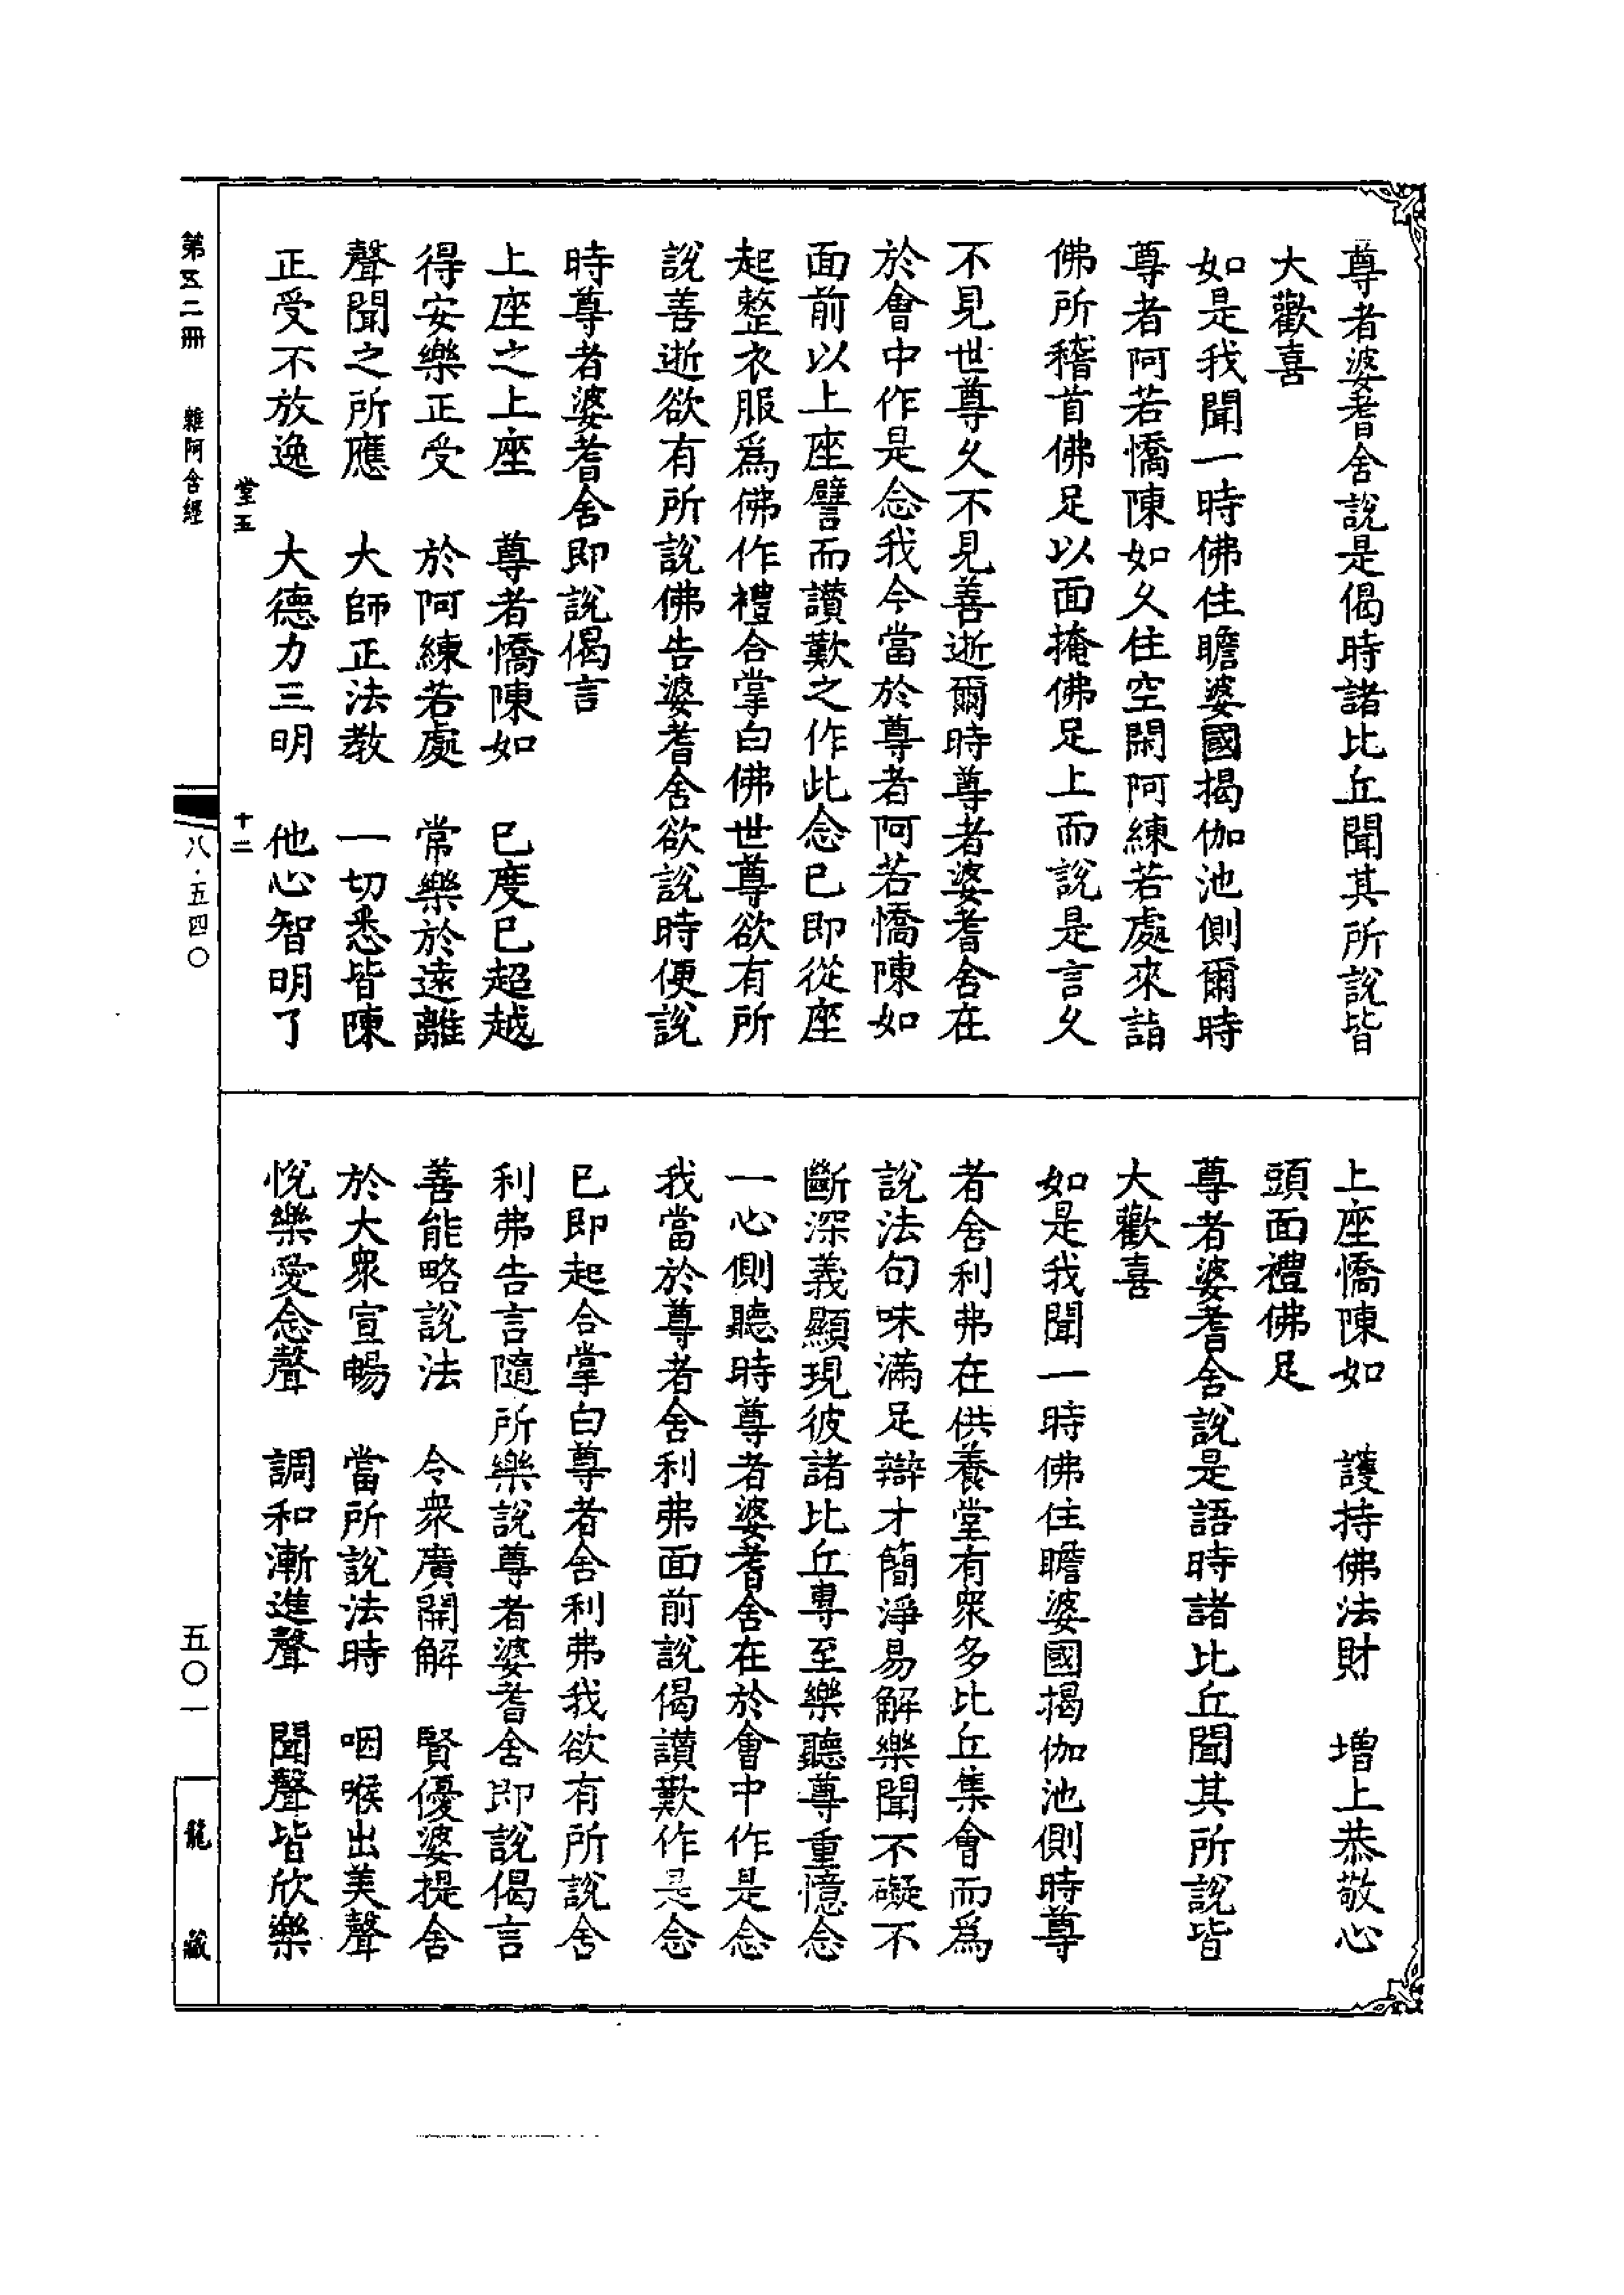 尊者婆耆舍說是偈時諸比丘聞其所說皆
大歡喜
如是我聞一時佛住瞻婆國揭伽池側爾時
尊者阿若憍陳如久住空閑阿練若處來詣
佛所稽首佛足以面掩佛足上而說是言久
不見世尊久不見善逝爾時尊者婆耆舍在
於會中作是念我今當於尊者阿若憍陳如
面前以上座譬而讚歎之作此念已即從座
起整衣服為佛作禮合掌白佛世尊欲有所
說善逝欲有所說佛告婆耆舍欲說時便說
時尊者婆耆舍即說偈言
上座之上座　尊者憍陳如　已度已超越
得安樂正受　於阿練若處　常樂於遠離
聲聞之所應　大師正法教　一切悉皆陳
正受不放逸　大德力三明　他心智明了
堂五　十二
上座憍陳如　護持佛法財　增上恭敬心
頭面禮佛足
尊者婆耆舍說是語時諸比丘聞其所說皆
大歡喜
如是我聞一時佛住瞻婆國揭伽池側時尊
者舍利弗在供養堂有眾多比丘集會而為
說法句味滿足辯才簡淨易解樂聞不礙不
斷深義顯現彼諸比丘專至樂聽尊重憶念
一心側聽時尊者婆耆舍在於會中作是念
我當於尊者舍利弗面前說偈讚歎作是念
已即起合掌白尊者舍利弗我欲有所說舍
利弗告言隨所樂說尊者婆耆舍即說偈言
善能略說法　令眾廣開解　賢優婆提舍
於大眾宣暢　當所說法時　咽喉出美聲
悅樂愛念聲　調和漸進聲　聞聲皆欣樂
第五二冊　雜阿含經　八·五四〇　五〇一　龍藏